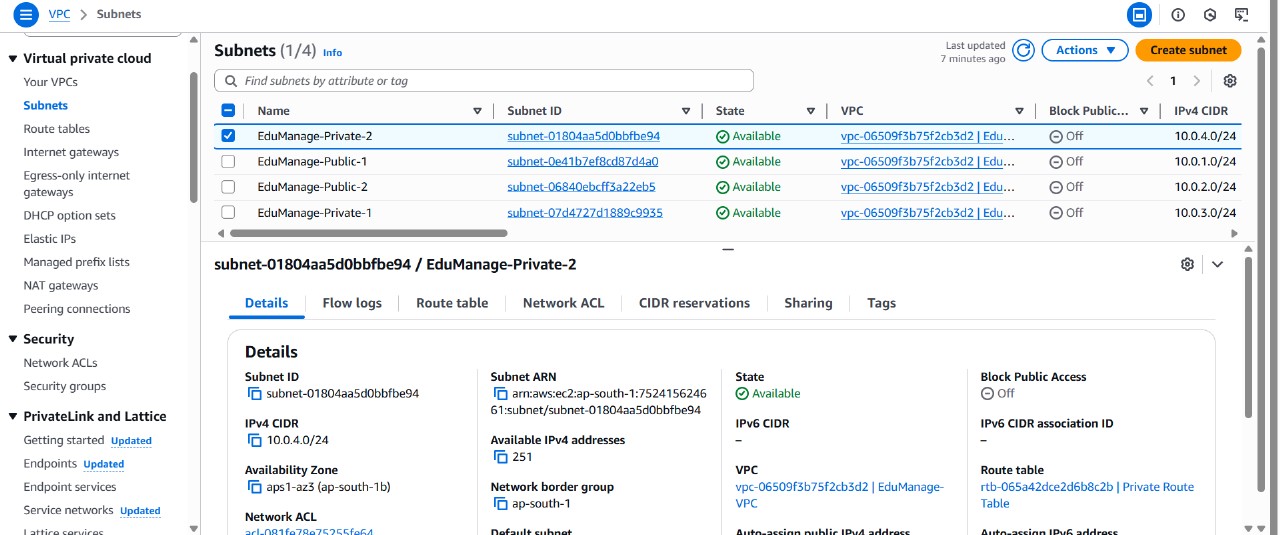 VPC > Subnets
Virtual private cloud
Your VPCs
Subnets
Route tables
Internet gateways
Egress-only internet
gateways
DHCP option sets
Elastic IPs
Managed prefix lists
NAT gateways
Peering connections
Security
Network ACLs
Security groups
PrivateLink and Lattice
Getting started Updated
Endpoints Updated
Endpoint services
Service networks Updated
Lattice services
Subnets (1/4) Info
Last updated
7 minutes ago
Actions
Create subnet
Find subnets by attribute or tag
1
Name Subnet ID State VPC Block Public... IPv4 CIDR
EduManage-Private-2 subnet-01804aa5d0bbfbe94 Available vpc-06509f3b75f2cb3d2 | Edu... Off 10.0.4.0/24
EduManage-Public-1 subnet-0e41b7ef8cd87d4a0 Available vpc-06509f3b75f2cb3d2 | Edu... Off 10.0.1.0/24
EduManage-Public-2 subnet-06840ebcff3a22eb5 Available vpc-06509f3b75f2cb3d2 | Edu... Off 10.0.2.0/24
EduManage-Private-1 subnet-07d4727d1889c9935 Available vpc-06509f3b75f2cb3d2 | Edu... Off 10.0.3.0/24
subnet-01804aa5d0bbfbe94 / EduManage-Private-2
Details Flow logs Route table Network ACL CIDR reservations Sharing Tags
Details
Subnet ID
subnet-01804aa5d0bbfbe94
IPv4 CIDR
10.0.4.0/24
Availability Zone
aps1-az3 (ap-south-1b)
Network ACL
acl-081fe78e75255fe64
Subnet ARN
arn:aws:ec2:ap-south-1:7524156246
61:subnet/subnet-01804aa5d0bbfbe94
Available IPv4 addresses
251
Network border group
ap-south-1
Default subnet
State
Available
IPv6 CIDR
–
VPC
vpc-06509f3b75f2cb3d2 | EduManage-
VPC
Auto-assign public IPv4 address
Block Public Access
Off
IPv6 CIDR association ID
–
Route table
rtb-065a42dce2d6b8c2b | Private Route
Table
Auto-assign IPv6 address